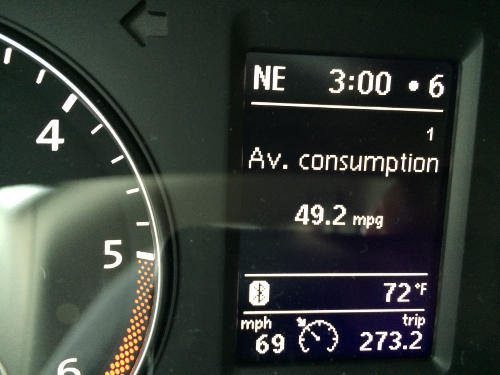 NE 3:00 • 6
1
Av. consumption
49.2 mpg
72 °F
mph trip
69 273.2
4
5
6